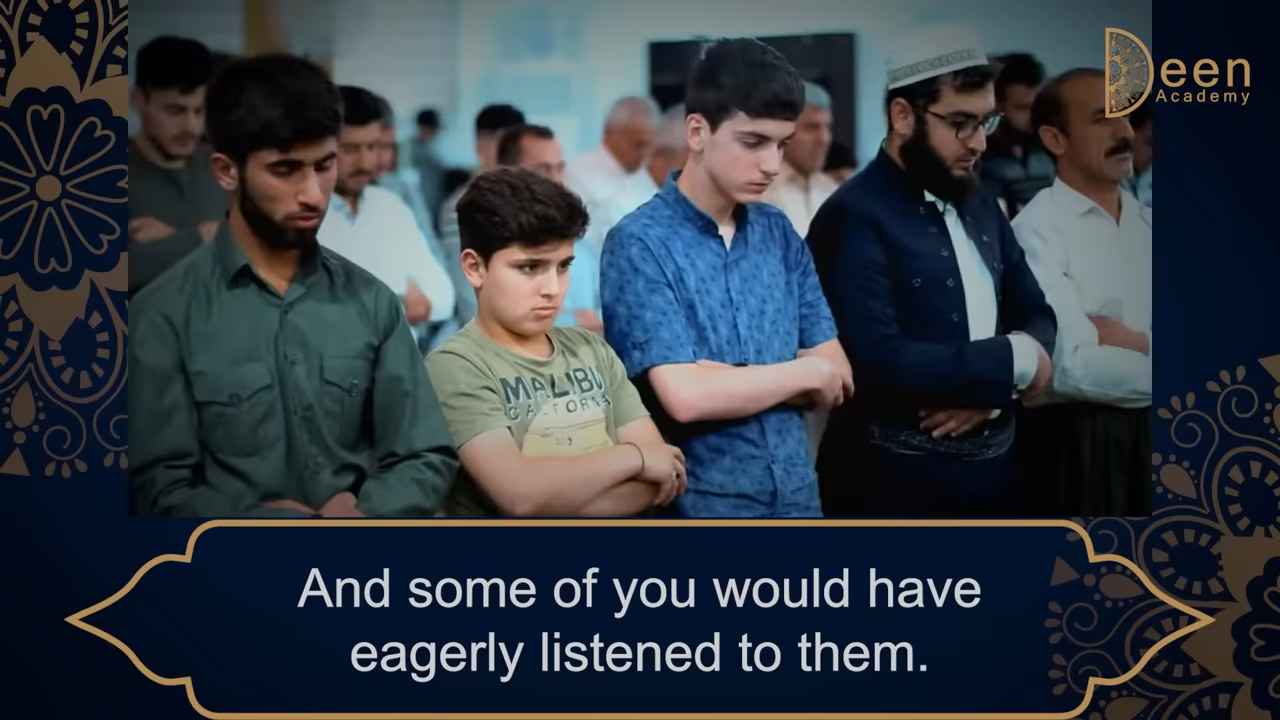 Deen
Academy
MALIBU
CALIFORNIA
And some of you would have
eagerly listened to them.